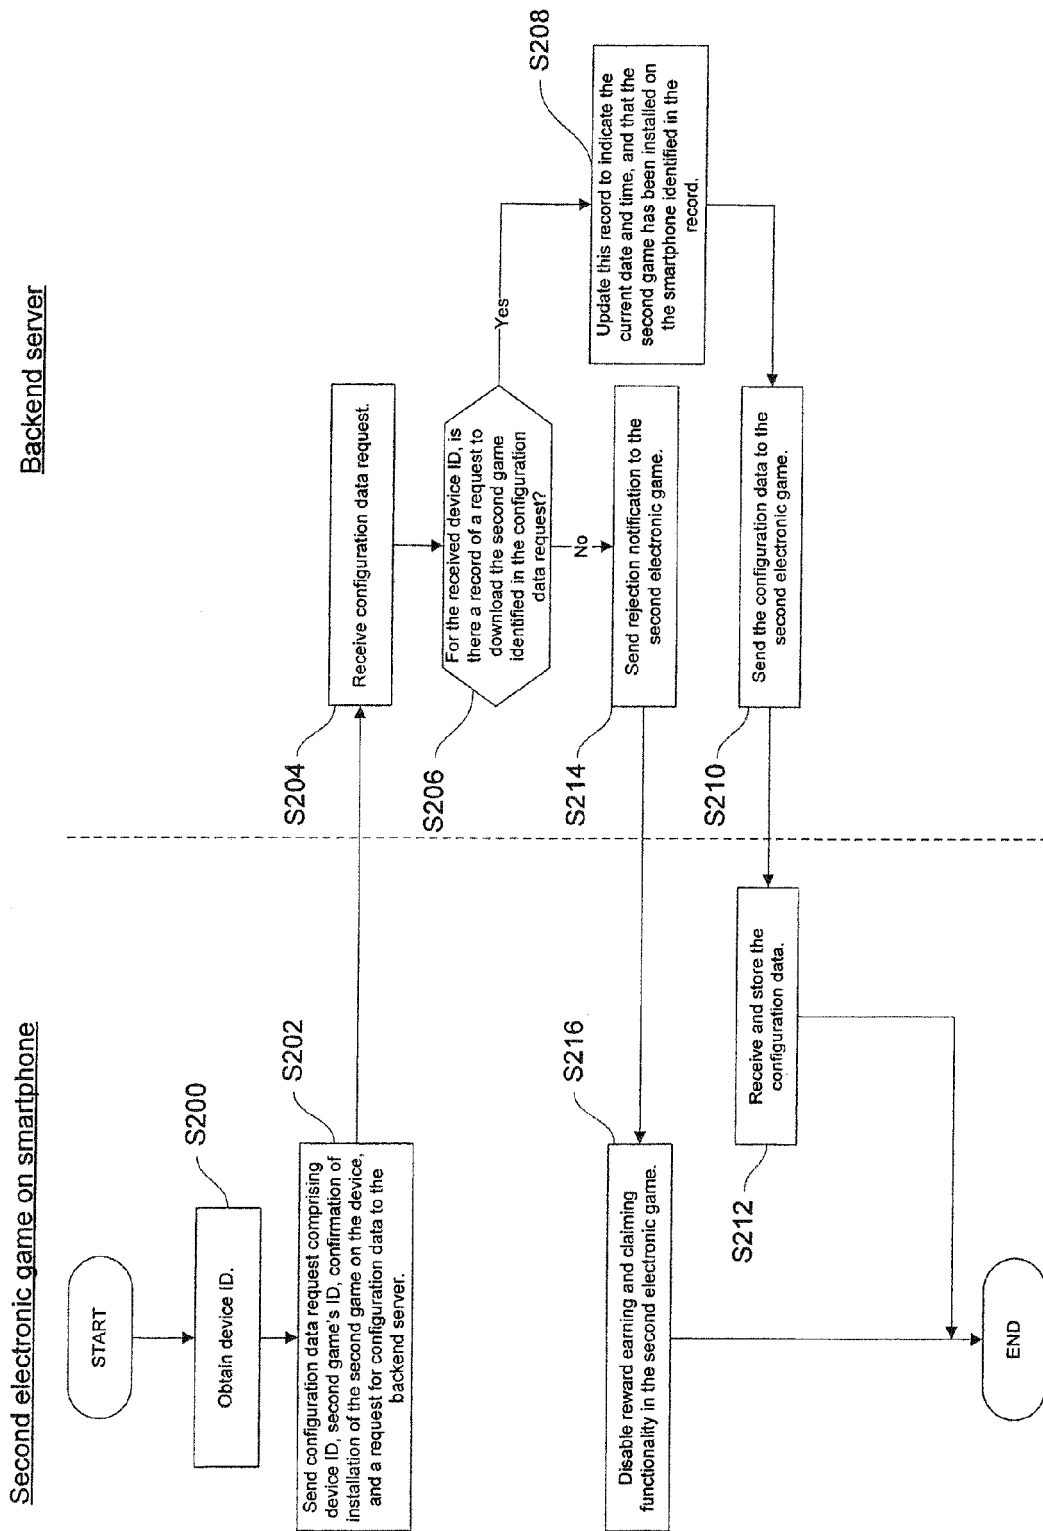 Second electronic game on smartphone
Backend server
START
Obtain device ID.
S200
Send configuration data request comprising
device ID, second game's ID, confirmation of
installation of the second game on the device,
and a request for configuration data to the
backend server.
S202
Receive configuration data request.
S204
For the received device ID, is
there a record of a request to
download the second game
identified in the configuration
data request?
S206
Yes
Update this record to indicate the
current date and time, and that the
second game has been installed on
the smartphone identified in the
record.
S208
No
Send rejection notification to the
second electronic game.
S214
Disable reward earning and claiming
functionality in the second electronic game.
S216
Send the configuration data to the
second electronic game.
S210
Receive and store the
configuration data.
S212
END